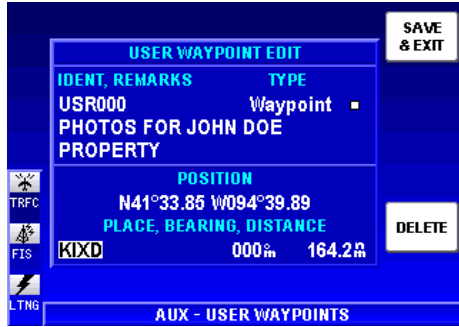 SAVE
& EXIT
USER WAYPOINT EDIT
IDENT, REMARKS TYPE
USR000 Waypoint
PHOTOS FOR JOHN DOE
PROPERTY
POSITION
N41°33.85 W094°39.89
PLACE, BEARING, DISTANCE
KIXD 000°m 164.2nm
TRFC
FIS
LTNG
DELETE
AUX - USER WAYPOINTS